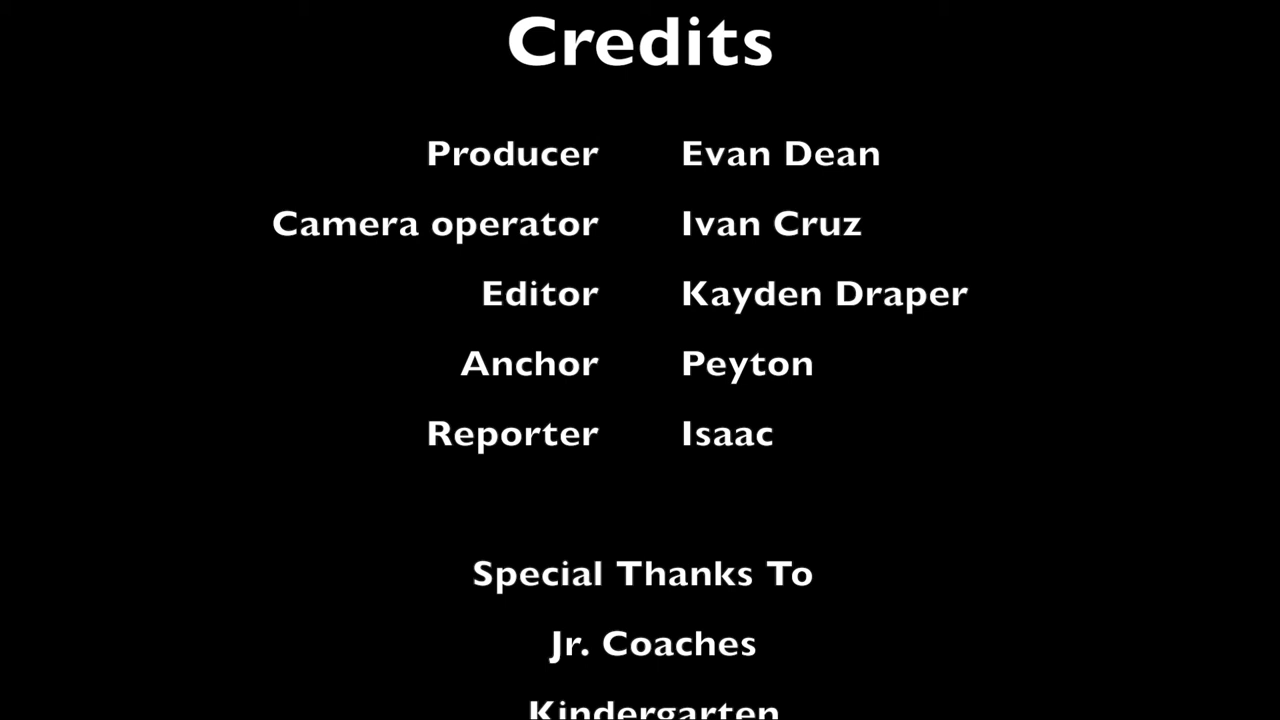 Credits
Producer Evan Dean
Camera operator Ivan Cruz
Editor Kayden Draper
Anchor Peyton
Reporter Isaac
Special Thanks To
Jr. Coaches
Kindergarten